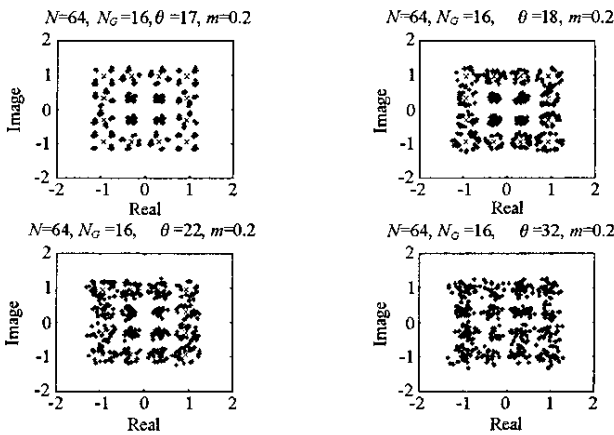 N=64, N_G=16, θ=17, m=0.2
2
1
0
-1
-2
Image
-2 -1 0 1 2
Real
N=64, N_G=16, θ=18, m=0.2
2
1
0
-1
-2
Image
-2 -1 0 1 2
Real
N=64, N_G=16, θ=22, m=0.2
2
1
0
-1
-2
Image
-2 -1 0 1 2
Real
N=64, N_G=16, θ=32, m=0.2
2
1
0
-1
-2
Image
-2 -1 0 1 2
Real